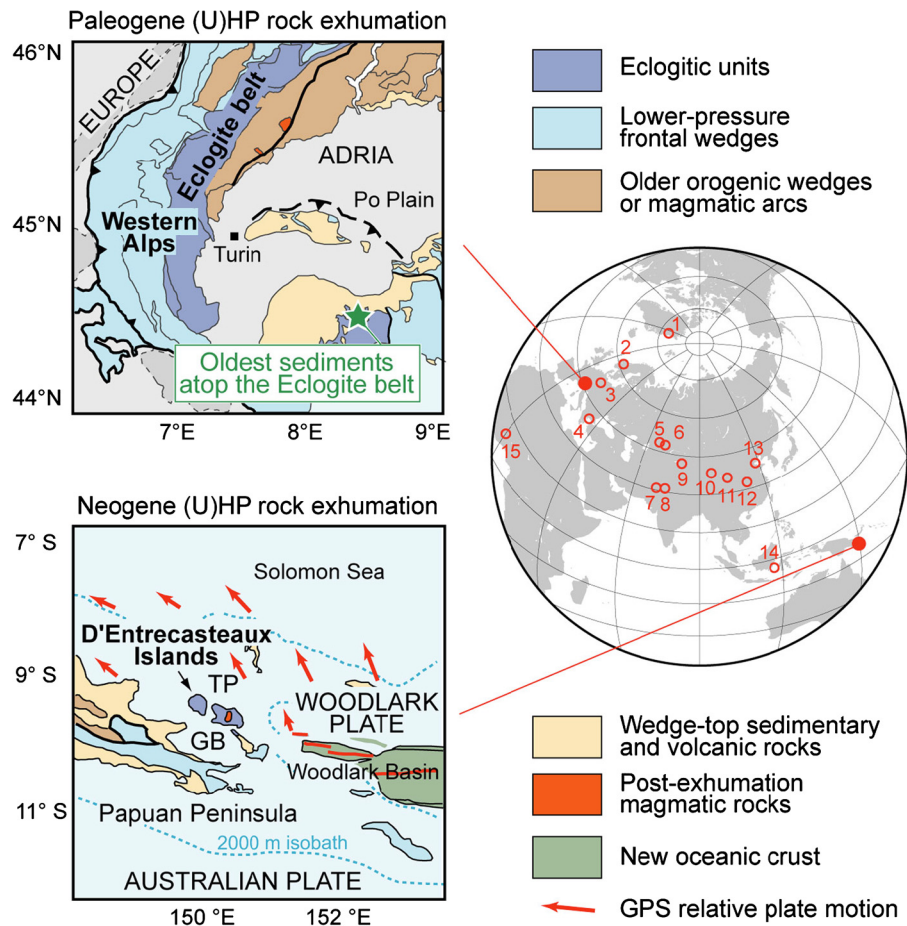 Paleogene (U)HP rock exhumation
46°N
45°N
44°N
EUROPE
Eclogite belt
ADRIA
Po Plain
Western
Alps
Turin
Oldest sediments
atop the Eclogite belt
7°E
8°E
9°E
Eclogitic units
Lower-pressure
frontal wedges
Older orogenic wedges
or magmatic arcs
1
2
3
4
5
6
7
8
9
10
11
12
13
14
15
Neogene (U)HP rock exhumation
7° S
9° S
11° S
Solomon Sea
D'Entrecasteaux
Islands
TP
WOODLARK
PLATE
GB
Woodlark Basin
Papuan Peninsula
2000 m isobath
AUSTRALIAN PLATE
150 °E
152 °E
Wedge-top sedimentary
and volcanic rocks
Post-exhumation
magmatic rocks
New oceanic crust
GPS relative plate motion